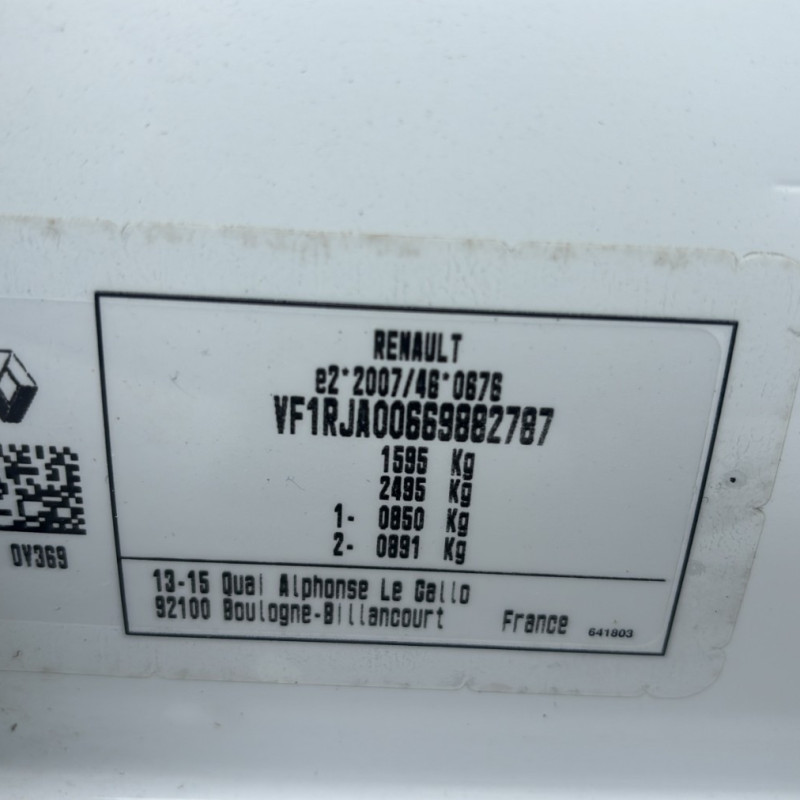 RENAULT
e2*2007/46*0676
VF1RJA00669882787
1595 Kg
2495 Kg
1- 0850 Kg
2- 0891 Kg
0V369
13-15 Quai Alphonse Le Gallo
92100 Boulogne-Billancourt France 641803